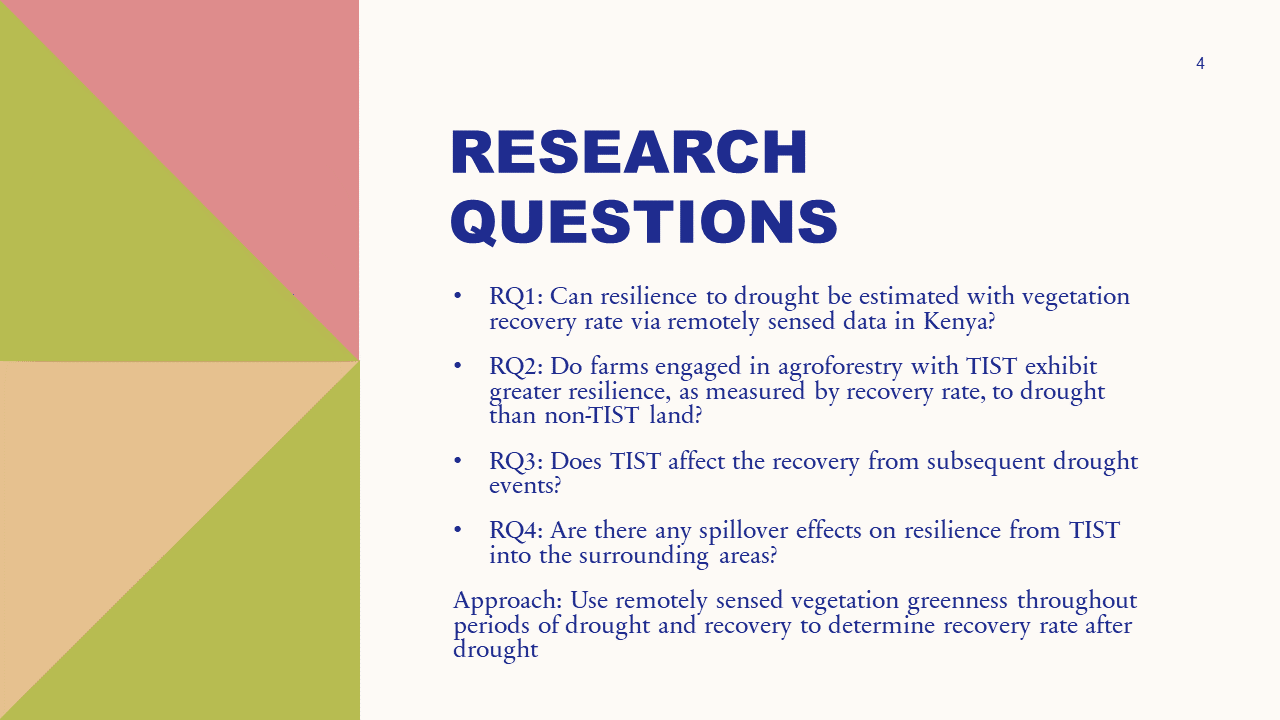 4
RESEARCH
QUESTIONS
• RQ1: Can resilience to drought be estimated with vegetation
recovery rate via remotely sensed data in Kenya?
• RQ2: Do farms engaged in agroforestry with TIST exhibit
greater resilience, as measured by recovery rate, to drought
than non-TIST land?
• RQ3: Does TIST affect the recovery from subsequent drought
events?
• RQ4: Are there any spillover effects on resilience from TIST
into the surrounding areas?
Approach: Use remotely sensed vegetation greenness throughout
periods of drought and recovery to determine recovery rate after
drought